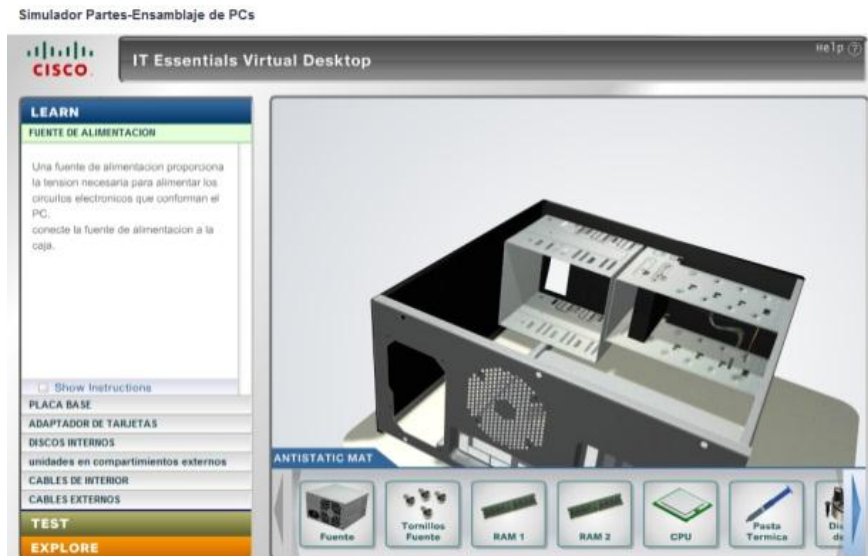 Simulador Partes-Ensamblaje de PCs
CISCO
IT Essentials Virtual Desktop
Help ?
LEARN
FUENTE DE ALIMENTACION
Una fuente de alimentacion proporciona
la tension necesaria para alimentar los
circuitos electronicos que conforman el
PC.
conecte la fuente de alimentacion a la
caja.
Show Instructions
PLACA BASE
ADAPTADOR DE TARJETAS
DISCOS INTERNOS
unidades en compartimientos externos
CABLES DE INTERIOR
CABLES EXTERNOS
TEST
EXPLORE
ANTISTATIC MAT
Fuente
Tornillos
Fuente
RAM 1
RAM 2
CPU
Pasta
Termica